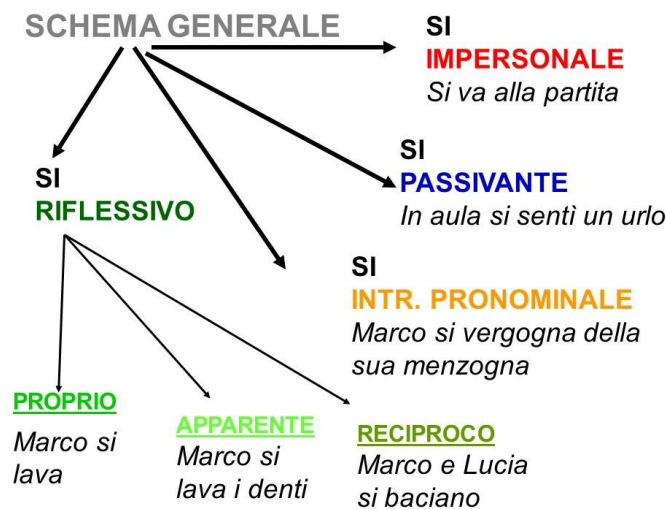 SCHEMA GENERALE
SI
IMPERSONALE
Si va alla partita
SI
PASSIVANTE
In aula si sentì un urlo
SI
RIFLESSIVO
SI
INTR. PRONOMINALE
Marco si vergogna della
sua menzogna
PROPRIO
Marco si
lava
APPARENTE
Marco si
lava i denti
RECIPROCO
Marco e Lucia
si baciano